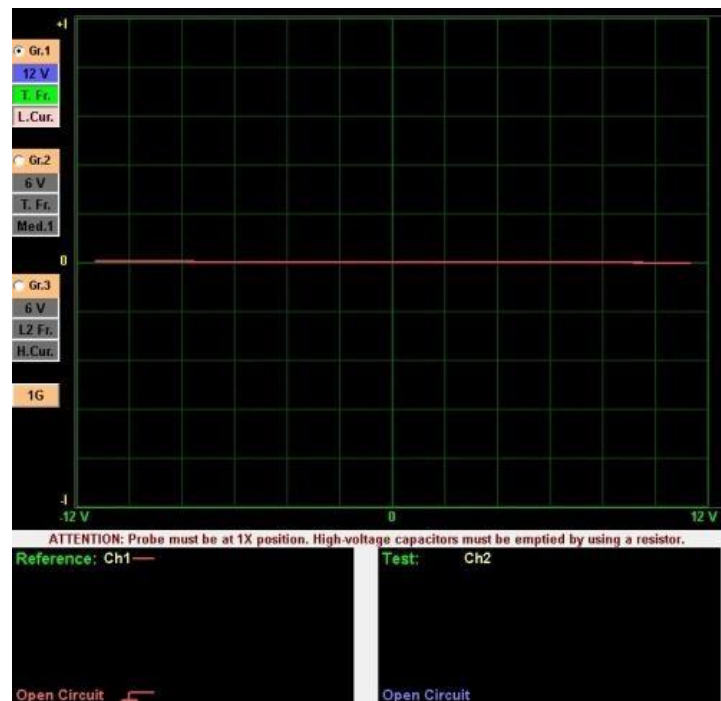 +I
Gr.1
12 V
T. Fr.
L.Cur.
Gr.2
6 V
T. Fr.
Med.1
0
Gr.3
6 V
L2 Fr.
H.Cur.
1G
-I
-12 V 0 12 V
ATTENTION: Probe must be at 1X position. High-voltage capacitors must be emptied by using a resistor.
Reference: Ch1
Test: Ch2
Open Circuit
Open Circuit